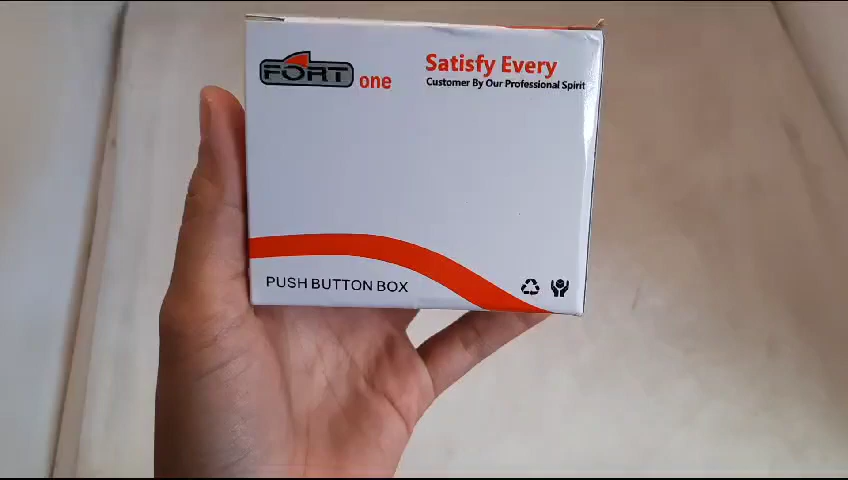 FORT one
Satisfy Every
Customer By Our Professional Spirit
PUSH BUTTON BOX